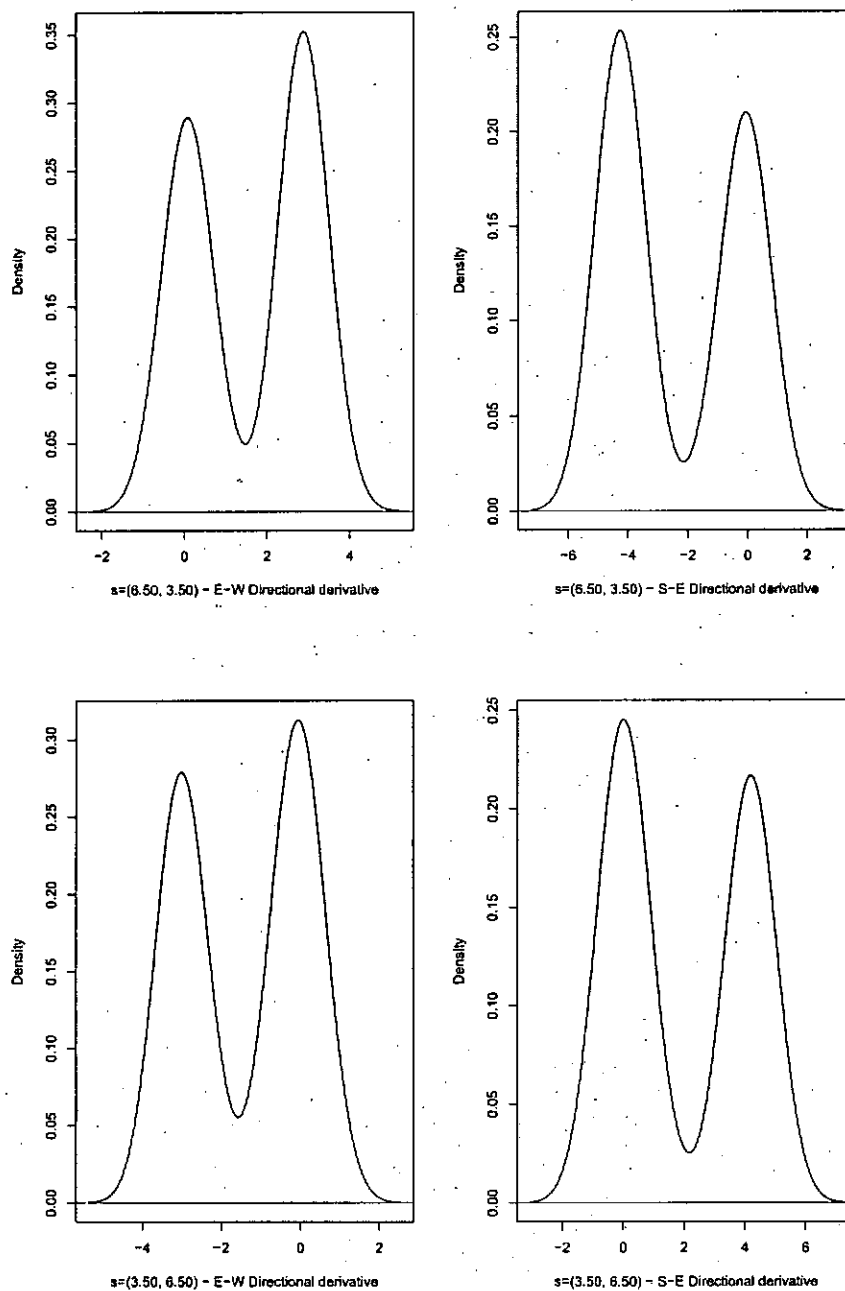 0.35
0.30
0.25
0.20
0.15
0.10
0.05
0.00
Density
−2 0 2 4
s=(6.50, 3.50) − E−W Directional derivative
0.25
0.20
0.15
0.10
0.05
0.00
Density
−6 −4 −2 0 2
s=(6.50, 3.50) − S−E Directional derivative
0.30
0.25
0.20
0.15
0.10
0.05
0.00
Density
−4 −2 0 2
s=(3.50, 6.50) − E−W Directional derivative
0.25
0.20
0.15
0.10
0.05
0.00
Density
−2 0 2 4 6
s=(3.50, 6.50) − S−E Directional derivative